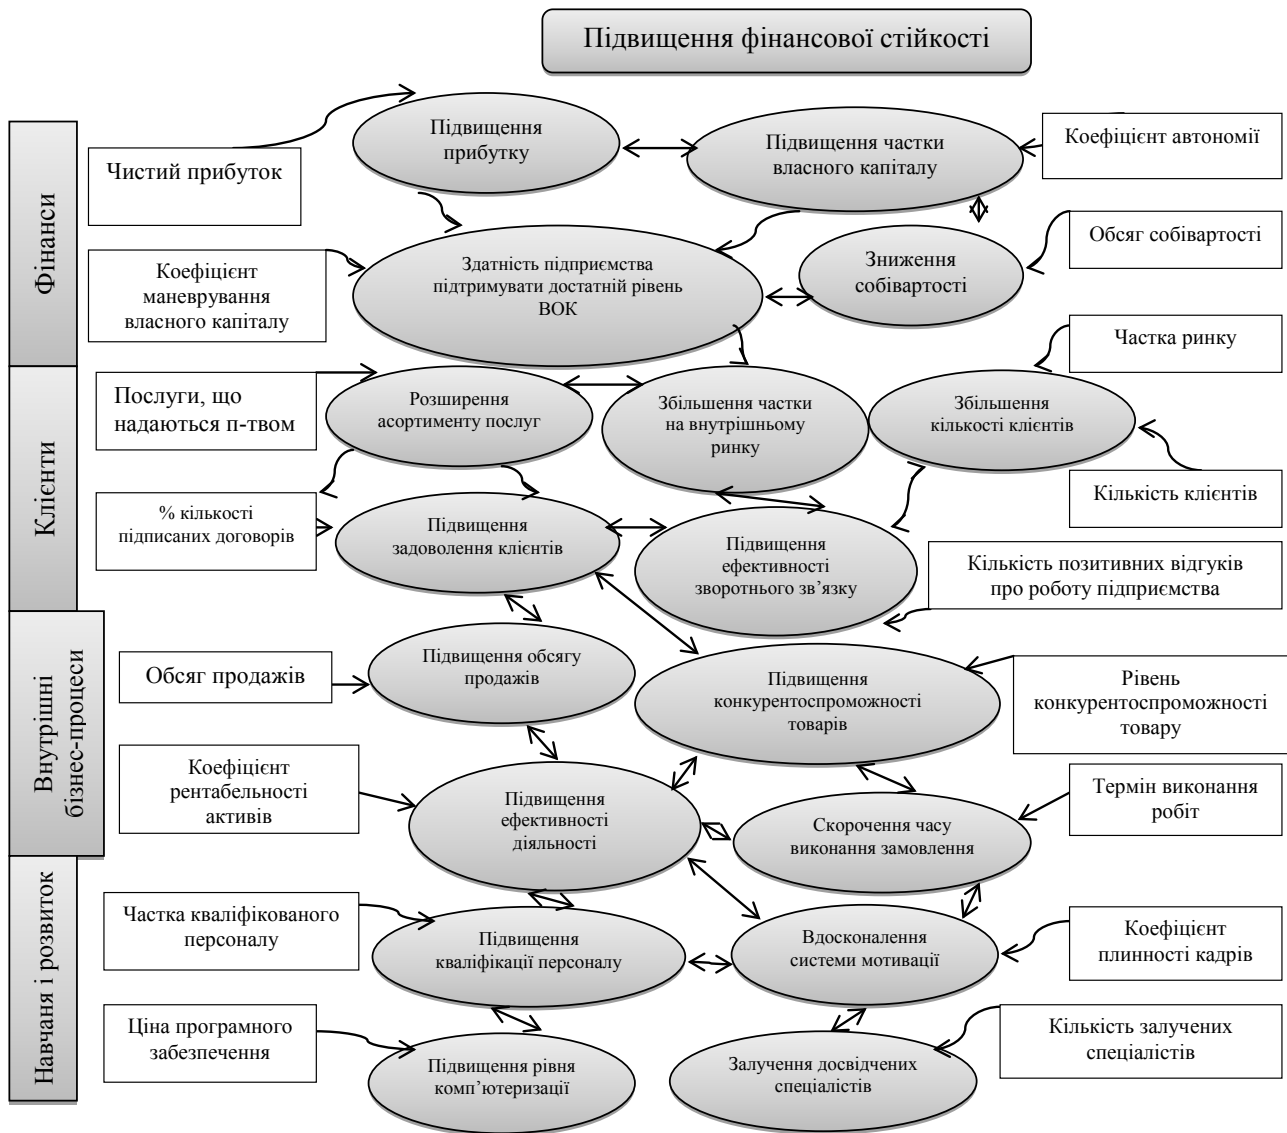 Підвищення фінансової стійкості
Фінанси
Чистий прибуток
Підвищення
прибутку
Підвищення частки
власного капіталу
Коефіцієнт автономії
Коефіцієнт
маневрування
власного капіталу
Здатність підприємства
підтримувати достатній рівень
ВОК
Зниження
собівартості
Обсяг собівартості
Частка ринку
Клієнти
Послуги, що
надаються п-твом
Розширення
асортименту послуг
Збільшення частки
на внутрішньому
ринку
Збільшення
кількості клієнтів
Кількість клієнтів
% кількості
підписаних договорів
Підвищення
задоволення клієнтів
Підвищення
ефективності
зворотнього зв’язку
Кількість позитивних відгуків
про роботу підприємства
Внутрішні
бізнес-процеси
Обсяг продажів
Підвищення обсягу
продажів
Підвищення
конкурентоспроможності
товарів
Рівень
конкурентоспроможності
товару
Коефіцієнт
рентабельності
активів
Підвищення
ефективності
діяльності
Скорочення часу
виконання замовлення
Термін виконання
робіт
Навчаня і розвиток
Частка кваліфікованого
персоналу
Підвищення
кваліфікації персоналу
Вдосконалення
системи мотивації
Коефіцієнт
плинності кадрів
Ціна програмного
забезпечення
Підвищення рівня
комп’ютеризації
Залучення досвідчених
спеціалістів
Кількість залучених
спеціалістів